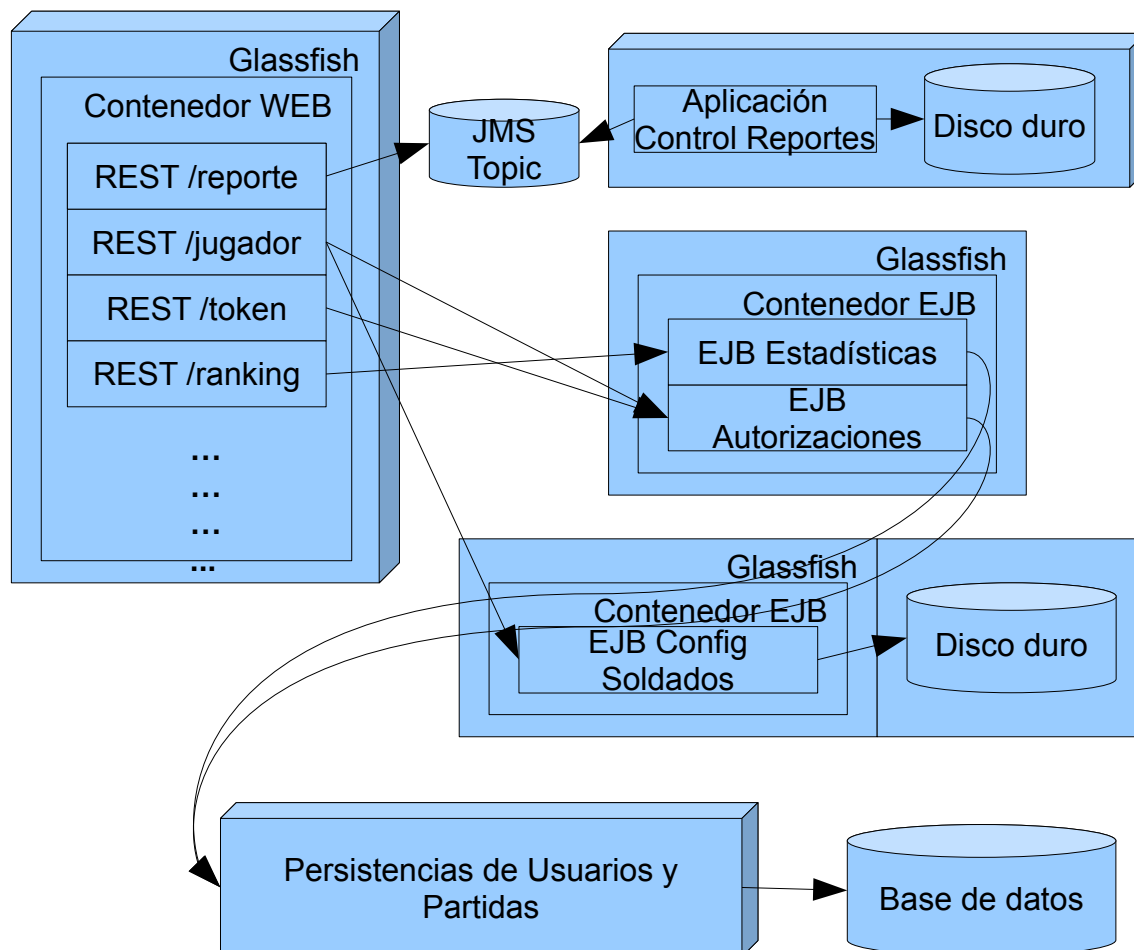 Glassfish
Contenedor WEB
REST /reporte
REST /jugador
REST /token
REST /ranking
...
...
...
...
JMS
Topic
Aplicación
Control Reportes
Disco duro
Glassfish
Contenedor EJB
EJB Estadísticas
EJB
Autorizaciones
Glassfish
Contenedor EJB
EJB Config
Soldados
Disco duro
Persistencias de Usuarios y
Partidas
Base de datos